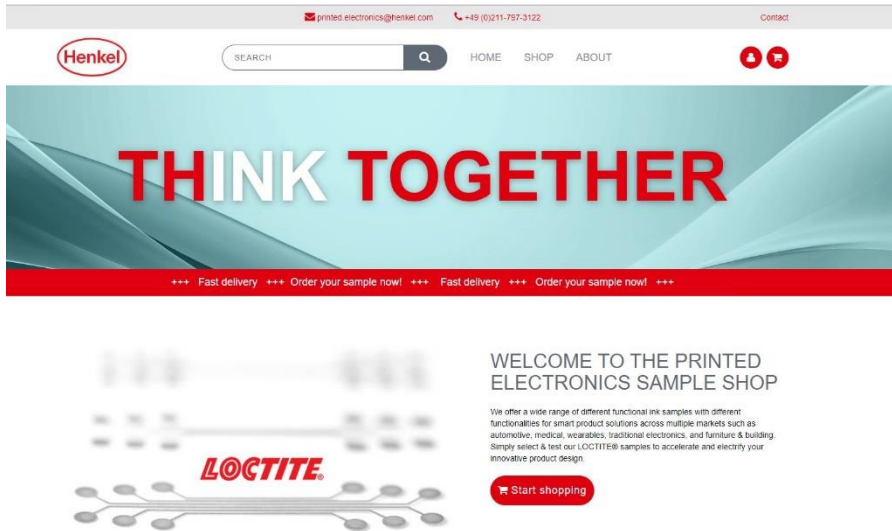 printed.electronics@henkel.com +49 (0)211-797-3122 Contact
Henkel
SEARCH
HOME SHOP ABOUT
THINK TOGETHER
+++ Fast delivery +++ Order your sample now! +++ Fast delivery +++ Order your sample now! +++
LOCTITE®
WELCOME TO THE PRINTED
ELECTRONICS SAMPLE SHOP
We offer a wide range of different functional ink samples with different
functionalities for smart product solutions across multiple markets such as
automotive, medical, wearables, traditional electronics, and furniture & building.
Simply select & test our LOCTITE® samples to accelerate and electrify your
innovative product design.
Start shopping